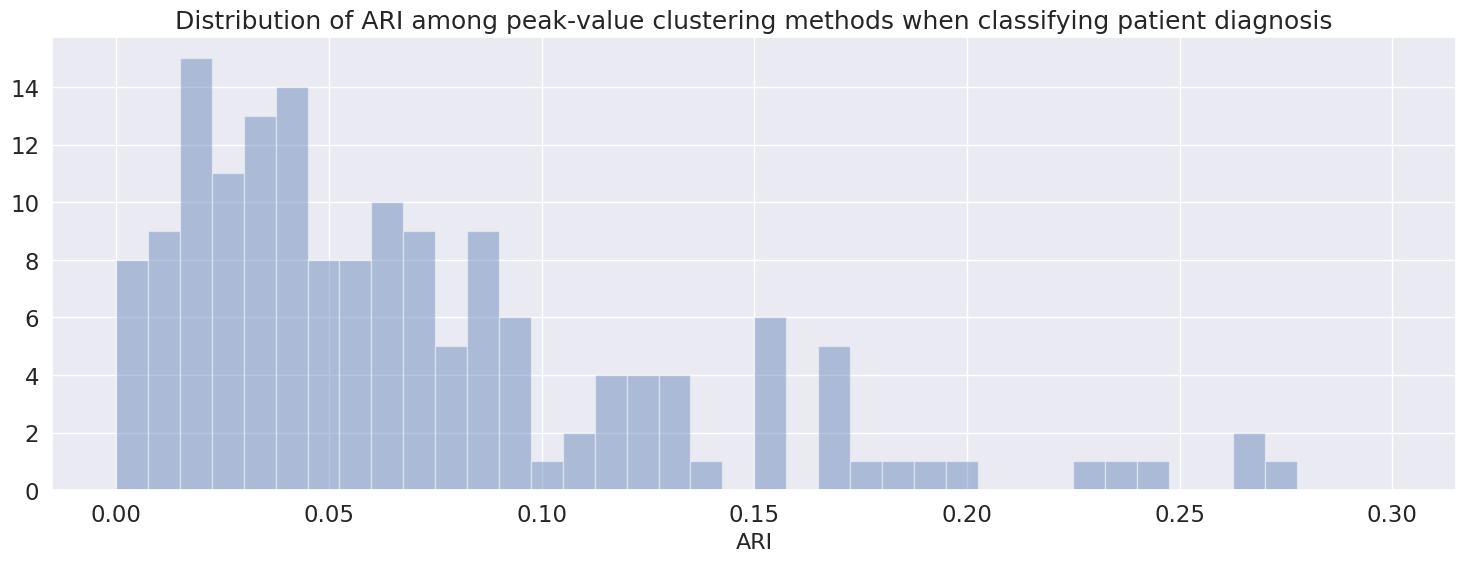 Distribution of ARI among peak-value clustering methods when classifying patient diagnosis
14
12
10
8
6
4
2
0
0.00 0.05 0.10 0.15 0.20 0.25 0.30
ARI